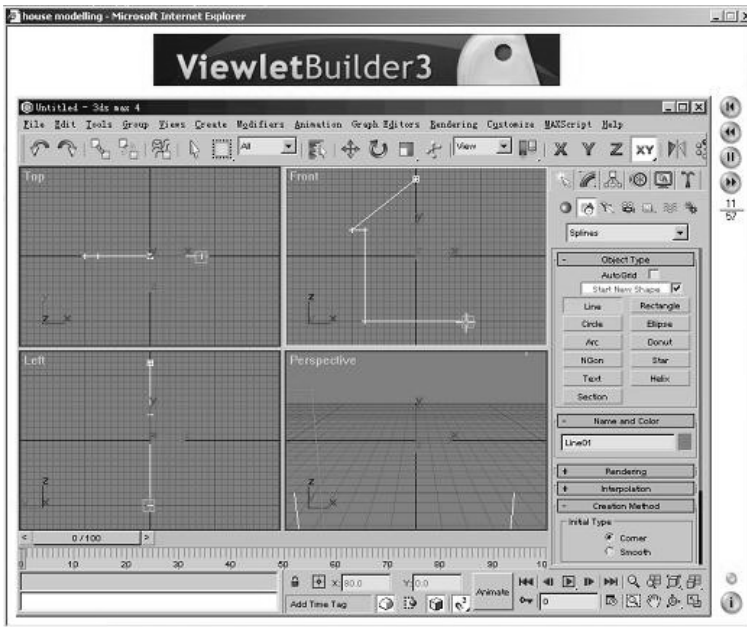 house modelling - Microsoft Internet Explorer
ViewletBuilder3
Untitled - 3ds max 4
File Edit Tools Group Views Create Modifiers Animation Graph Editors Rendering Customize MAXScript Help
All
View
X Y Z XY
Top
Front
Left
Perspective
11
57
Splines
- Object Type
AutoGrid
Start New Shape
Line Rectangle
Circle Ellipse
Arc Donut
NGon Star
Text Helix
Section
- Name and Color
Line01
+ Rendering
+ Interpolation
- Creation Method
Initial Type
Corner
Smooth
< 0 / 100 >
0 10 20 30 40 50 60 70 80 90 100
X: 80.0 Y: 0.0
Add Time Tag
Animate
0